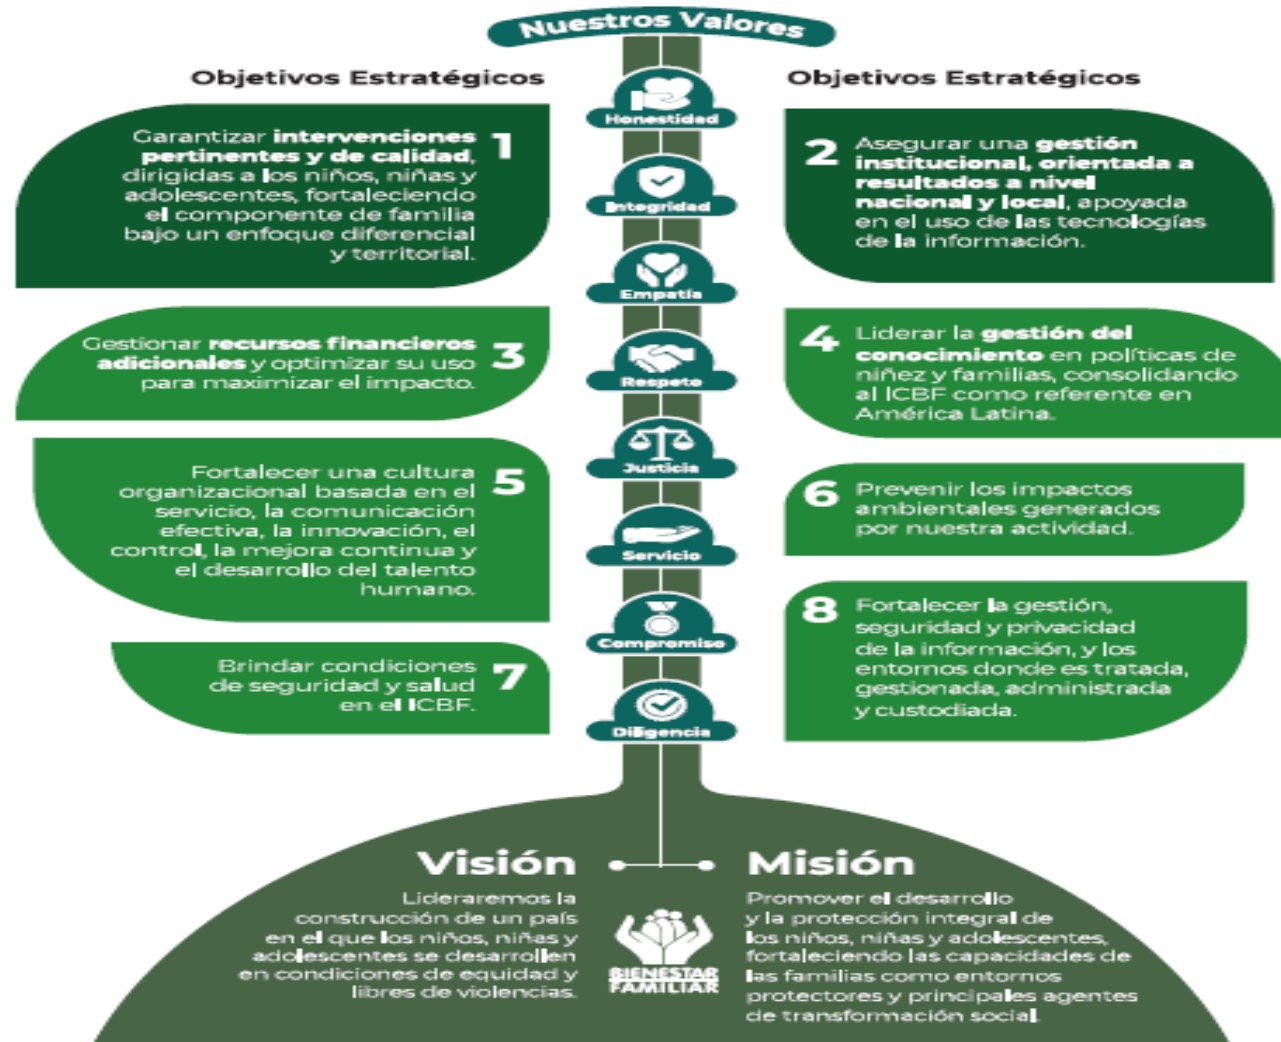 Nuestros Valores
Objetivos Estratégicos
Objetivos Estratégicos
Honestidad
Integridad
Empatía
Respeto
Justicia
Servicio
Compromiso
Diligencia
1
Garantizar intervenciones
pertinentes y de calidad,
dirigidas a los niños, niñas y
adolescentes, fortaleciendo
el componente de familia
bajo un enfoque diferencial
y territorial.
2
Asegurar una gestión
institucional, orientada a
resultados a nivel
nacional y local, apoyada
en el uso de las tecnologías
de la información.
3
Gestionar recursos financieros
adicionales y optimizar su uso
para maximizar el impacto.
4
Liderar la gestión del
conocimiento en políticas de
niñez y familias, consolidando
al ICBF como referente en
América Latina.
5
Fortalecer una cultura
organizacional basada en el
servicio, la comunicación
efectiva, la innovación, el
control, la mejora continua y
el desarrollo del talento
humano.
6
Prevenir los impactos
ambientales generados
por nuestra actividad.
7
Brindar condiciones
de seguridad y salud
en el ICBF.
8
Fortalecer la gestión,
seguridad y privacidad
de la información, y los
entornos donde es tratada,
gestionada, administrada
y custodiada.
Visión
Lideraremos la
construcción de un país
en el que los niños, niñas y
adolescentes se desarrollen
en condiciones de equidad y
libres de violencias.
BIENESTAR
FAMILIAR
Misión
Promover el desarrollo
y la protección integral de
los niños, niñas y adolescentes,
fortaleciendo las capacidades de
las familias como entornos
protectores y principales agentes
de transformación social.